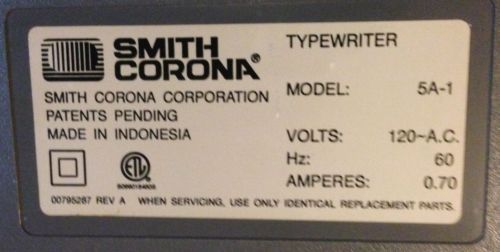 SMITH
CORONA®
SMITH CORONA CORPORATION
PATENTS PENDING
MADE IN INDONESIA
ETL
00795287 REV A WHEN SERVICING, USE ONLY IDENTICAL REPLACEMENT PARTS.
TYPEWRITER
MODEL: 5A-1
VOLTS: 120~A.C.
Hz: 60
AMPERES: 0.70